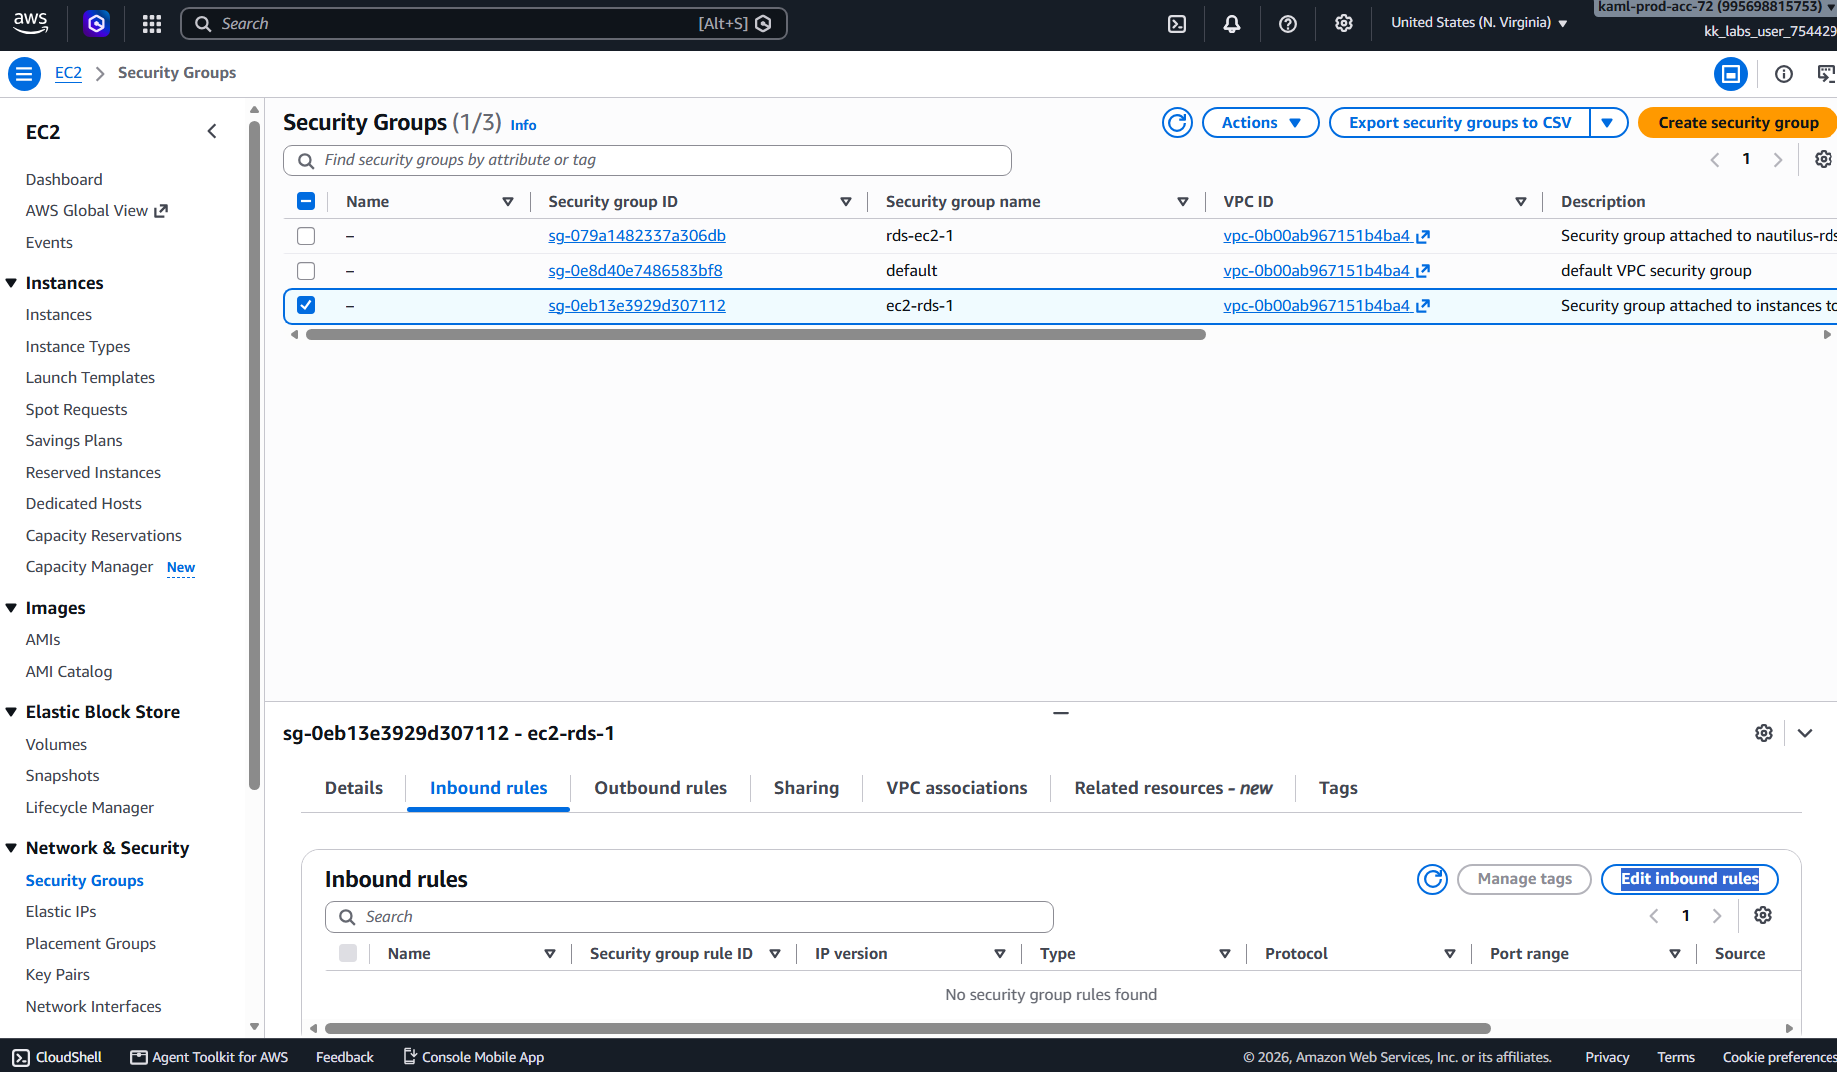 aws
Search [Alt+S]
United States (N. Virginia)
kaml-prod-acc-72 (995698815753)
kk_labs_user_754429
EC2 Security Groups
EC2
Dashboard
AWS Global View
Events
Instances
Instances
Instance Types
Launch Templates
Spot Requests
Savings Plans
Reserved Instances
Dedicated Hosts
Capacity Reservations
Capacity Manager New
Images
AMIs
AMI Catalog
Elastic Block Store
Volumes
Snapshots
Lifecycle Manager
Network & Security
Security Groups
Elastic IPs
Placement Groups
Key Pairs
Network Interfaces
Security Groups (1/3) Info
Actions
Export security groups to CSV
Create security group
Find security groups by attribute or tag
1
Name Security group ID Security group name VPC ID Description
– sg-079a1482337a306db rds-ec2-1 vpc-0b00ab967151b4ba4 Security group attached to nautilus-rds
– sg-0e8d40e7486583bf8 default vpc-0b00ab967151b4ba4 default VPC security group
– sg-0eb13e3929d307112 ec2-rds-1 vpc-0b00ab967151b4ba4 Security group attached to instances to
sg-0eb13e3929d307112 - ec2-rds-1
Details Inbound rules Outbound rules Sharing VPC associations Related resources - new Tags
Inbound rules
Manage tags
Edit inbound rules
Search
1
Name Security group rule ID IP version Type Protocol Port range Source
No security group rules found
CloudShell Agent Toolkit for AWS Feedback Console Mobile App © 2026, Amazon Web Services, Inc. or its affiliates. Privacy Terms Cookie preferences